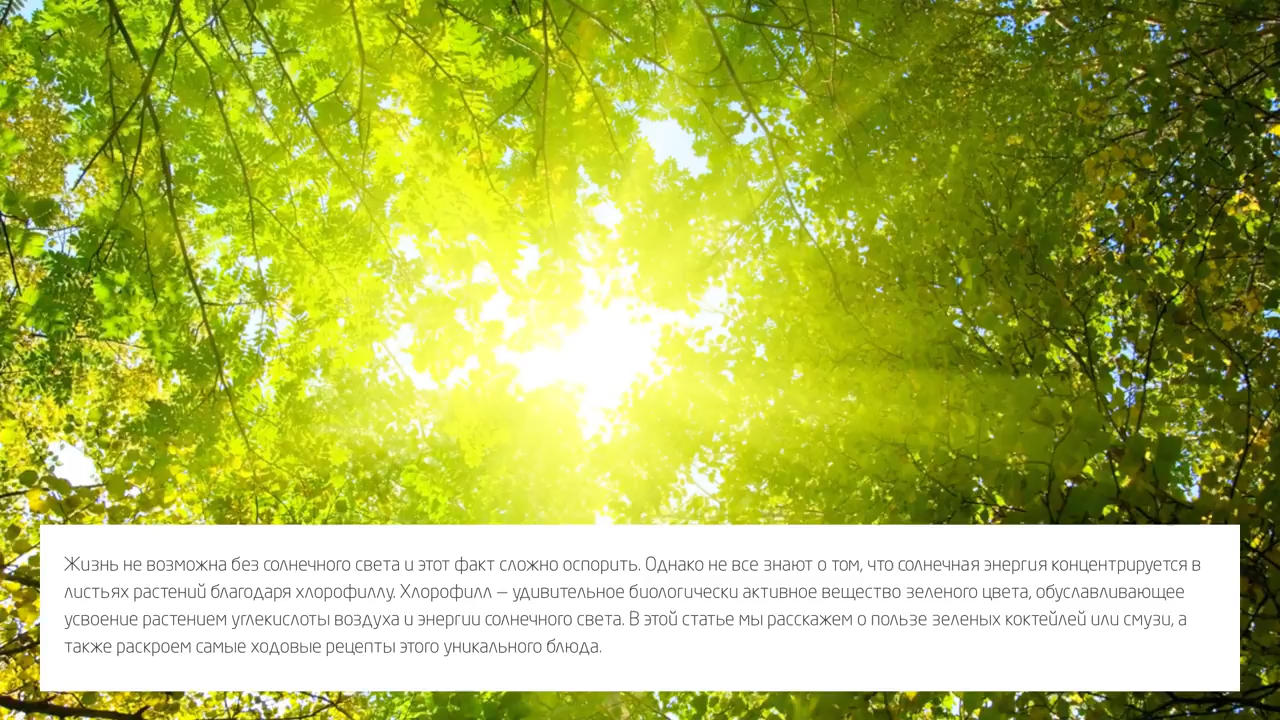 Жизнь не возможна без солнечного света и этот факт сложно оспорить. Однако не все знают о том, что солнечная энергия концентрируется в
листьях растений благодаря хлорофиллу. Хлорофилл – удивительное биологически активное вещество зеленого цвета, обуславливающее
усвоение растением углекислоты воздуха и энергии солнечного света. В этой статье мы расскажем о пользе зеленых коктейлей или смузи, а
также раскроем самые ходовые рецепты этого уникального блюда.